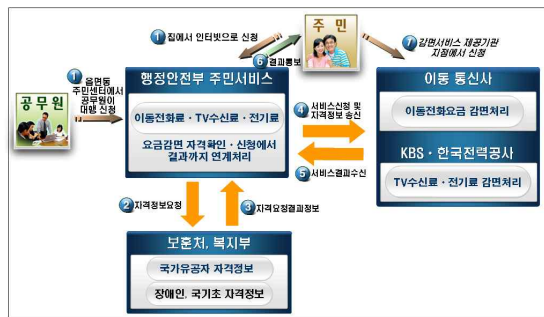 주 민
1 집에서 인터넷으로 신청
6 결과통보
1 감면서비스 제공기관
지점에서 신청
1 읍면동
주민센터에서
공무원이
대행 신청
공무원
행정안전부 주민서비스
이동전화료 · TV수신료 · 전기료
요금감면 자격확인 · 신청에서
결과까지 연계처리
4 서비스신청 및
자격정보 송신
5 서비스결과수신
이동 통신사
이동전화요금 감면처리
KBS · 한국전력공사
TV수신료 · 전기료 감면처리
2 자격정보요청
3 자격요청결과정보
보훈처, 복지부
국가유공자 자격정보
장애인, 국기초 자격정보